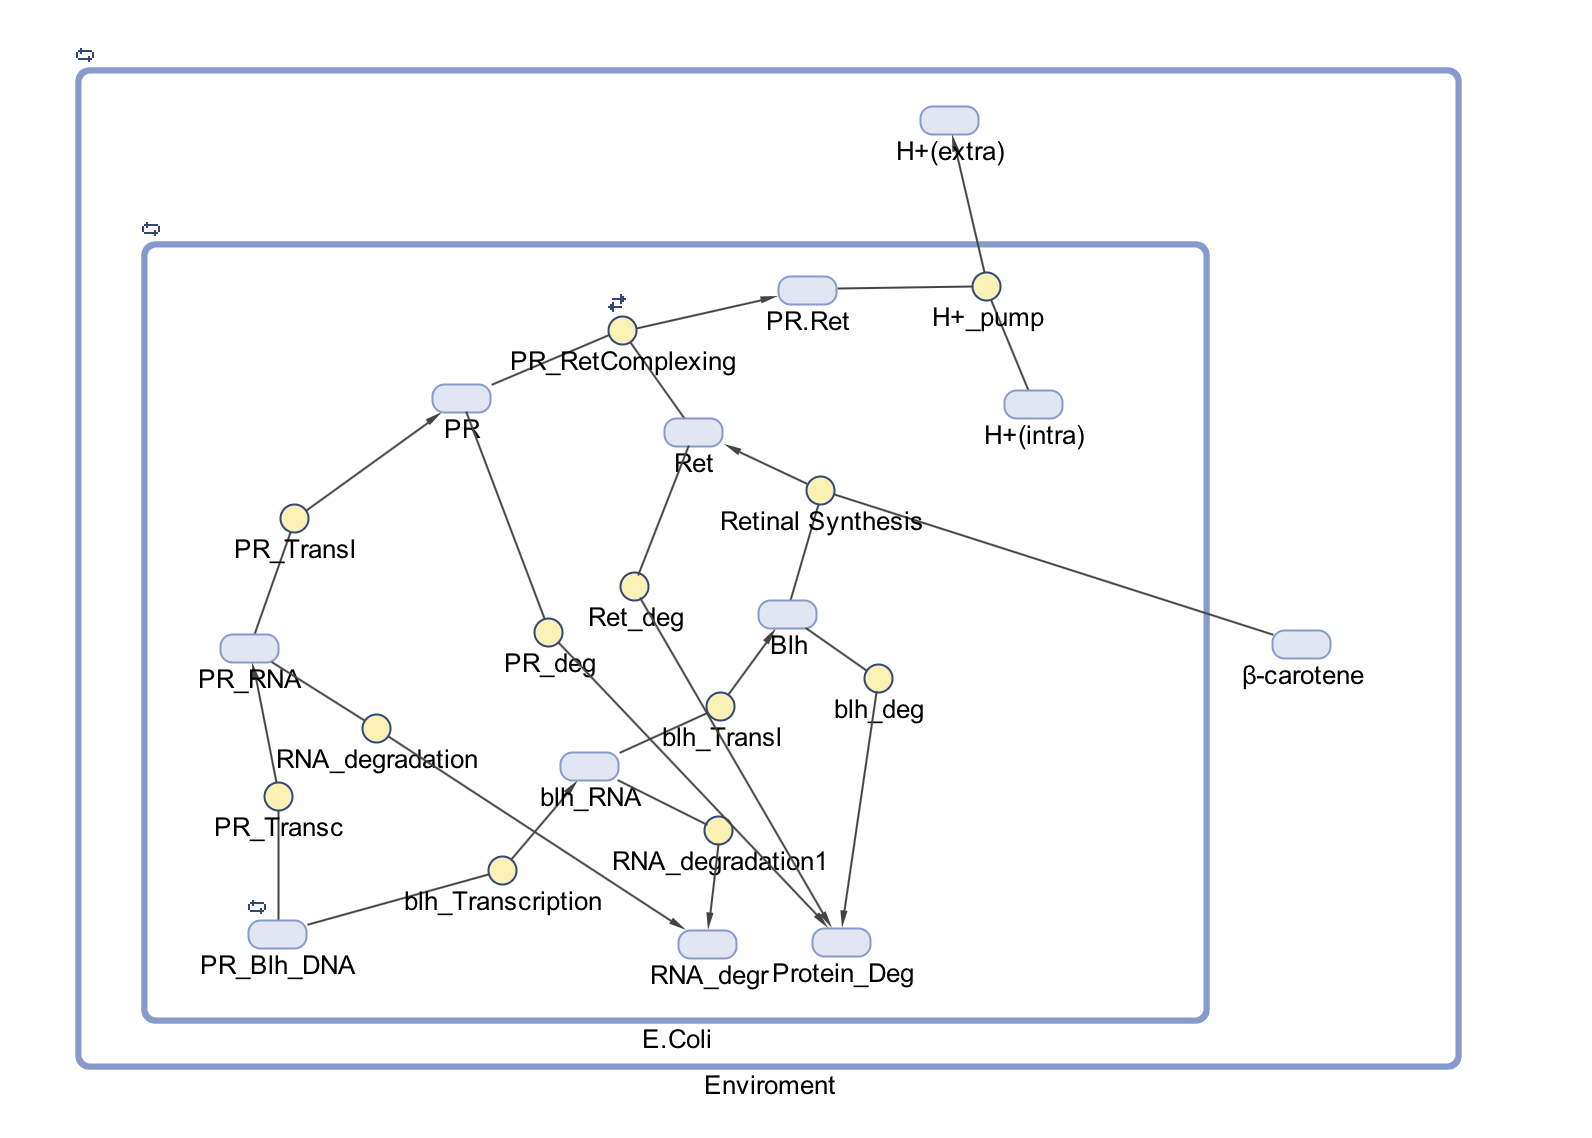 H+(extra)
PR.Ret
H+_pump
PR_RetComplexing
PR
H+(intra)
Ret
Retinal Synthesis
PR_Transl
Ret_deg
Blh
PR_deg
β-carotene
PR_RNA
blh_deg
blh_Transl
RNA_degradation
blh_RNA
PR_Transc
RNA_degradation1
blh_Transcription
PR_Blh_DNA
RNA_degr
Protein_Deg
E.Coli
Enviroment